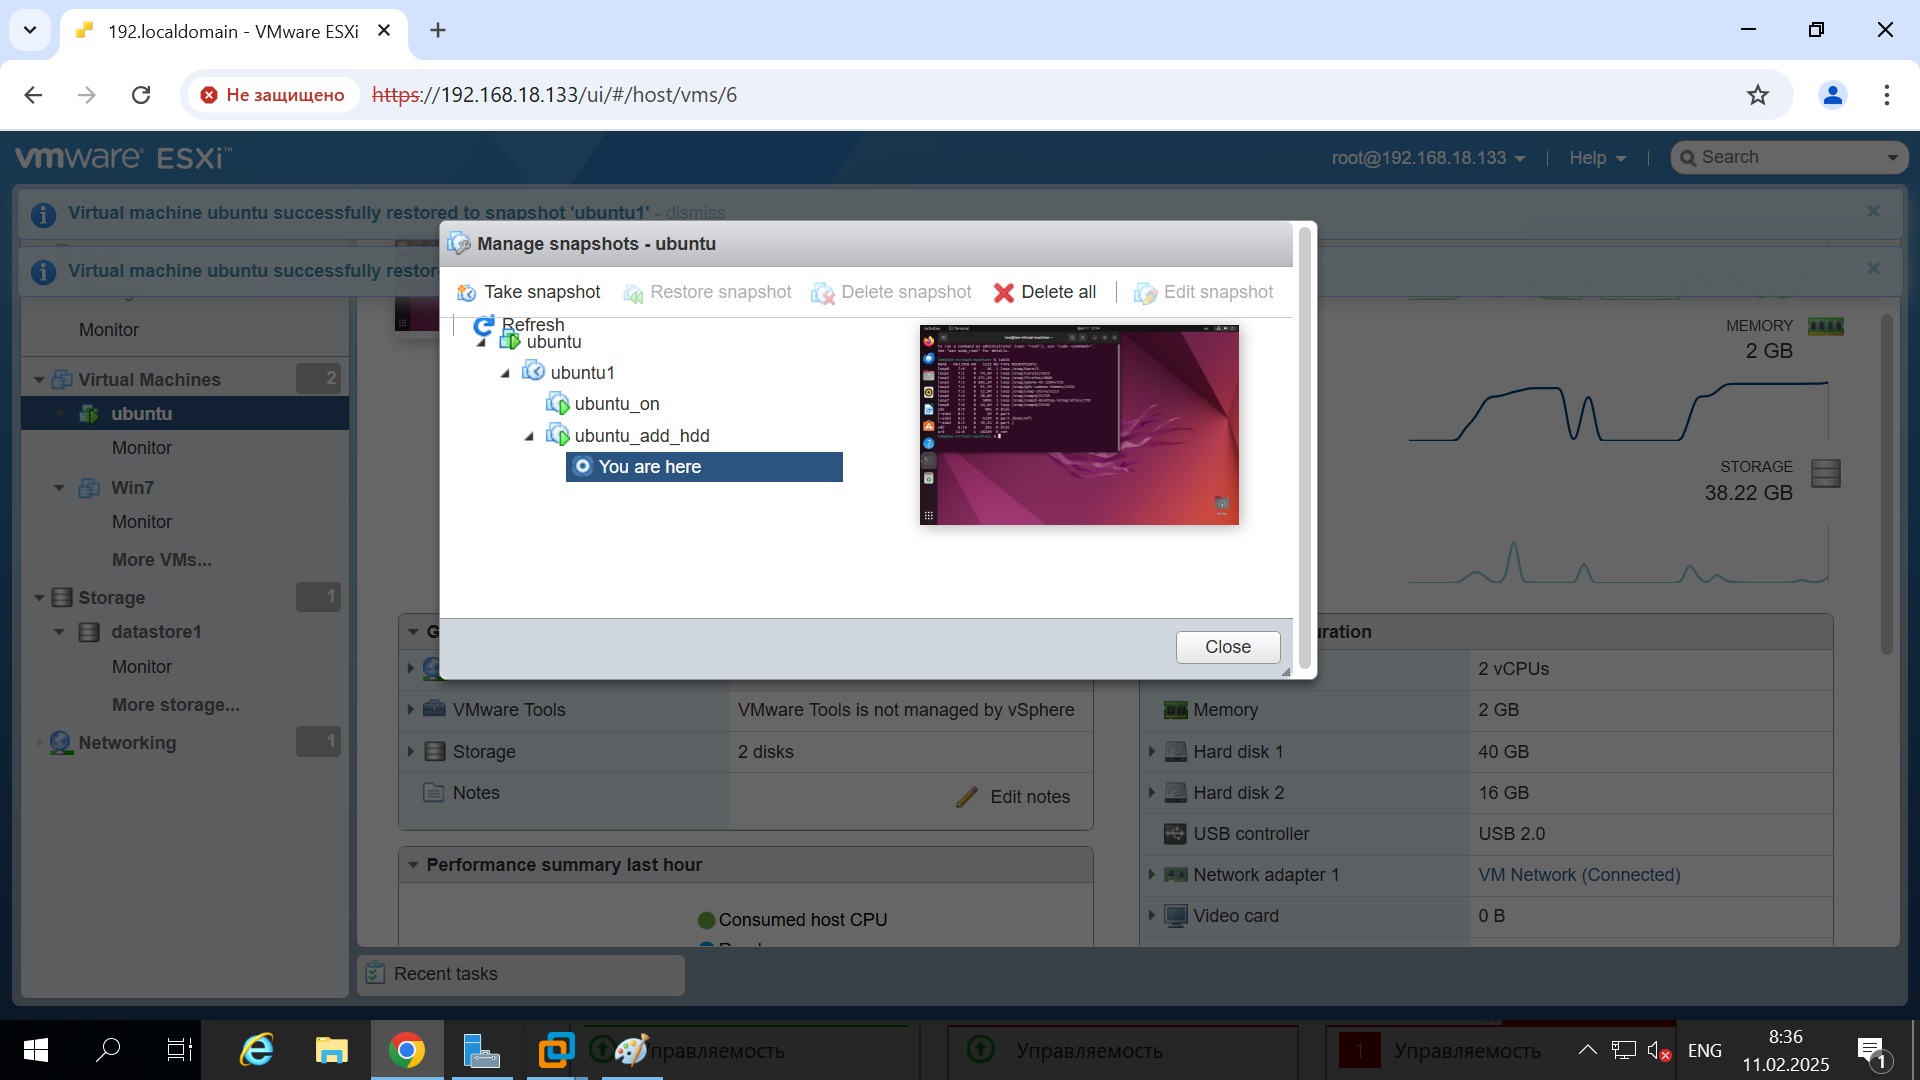 192.localdomain - VMware ESXi
Не защищено
https://192.168.18.133/ui/#/host/vms/6
vmware ESXi™
root@192.168.18.133
Help
Search
Virtual machine ubuntu successfully restored to snapshot 'ubuntu1' - dismiss
Virtual machine ubuntu successfully restor
Manage
Monitor
Virtual Machines 2
ubuntu
Monitor
Win7
Monitor
More VMs...
Storage 1
datastore1
Monitor
More storage...
Networking 1
Manage snapshots - ubuntu
Take snapshot
Restore snapshot
Delete snapshot
Delete all
Edit snapshot
Refresh
ubuntu
ubuntu1
ubuntu_on
ubuntu_add_hdd
You are here
Close
MEMORY
2 GB
STORAGE
38.22 GB
G
VMware Tools
VMware Tools is not managed by vSphere
Storage
2 disks
Notes
Edit notes
Performance summary last hour
Consumed host CPU
uration
2 vCPUs
Memory
2 GB
Hard disk 1
40 GB
Hard disk 2
16 GB
USB controller
USB 2.0
Network adapter 1
VM Network (Connected)
Video card
0 B
Recent tasks
правляемость
Управляемость
1 Управляемость
ENG
8:36
11.02.2025
1